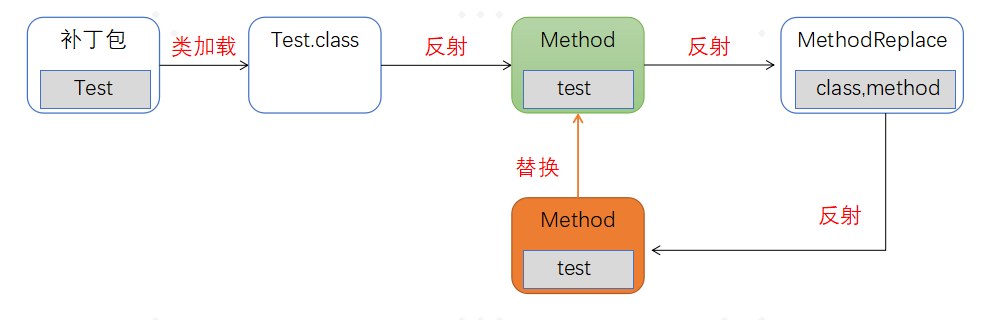 补丁包
Test
类加载
Test.class
反射
Method
test
反射
MethodReplace
class,method
替换
反射
Method
test